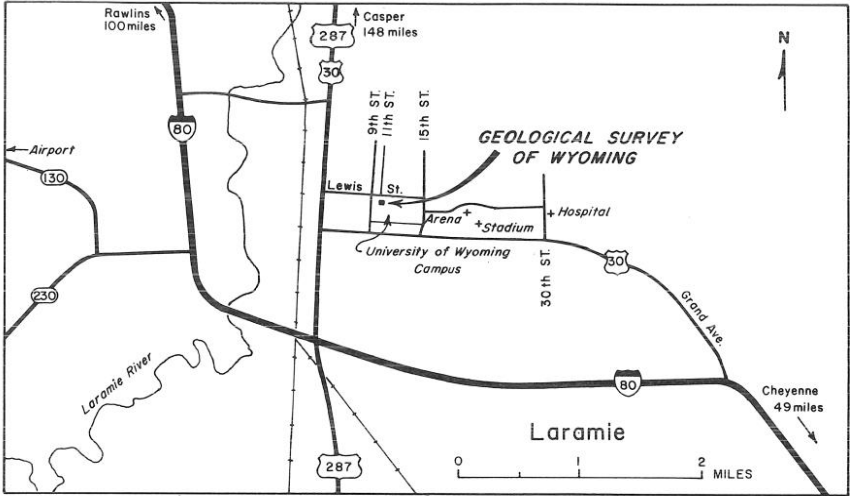 Rawlins
100 miles
Casper
148 miles
287
30
N
80
9th ST.
11th ST.
15th ST.
GEOLOGICAL SURVEY
OF WYOMING
Airport
130
Lewis St.
Arena
Stadium
Hospital
University of Wyoming
Campus
30th ST.
30
230
Grand Ave.
Laramie River
80
Cheyenne
49 miles
Laramie
287
0 1 2 MILES